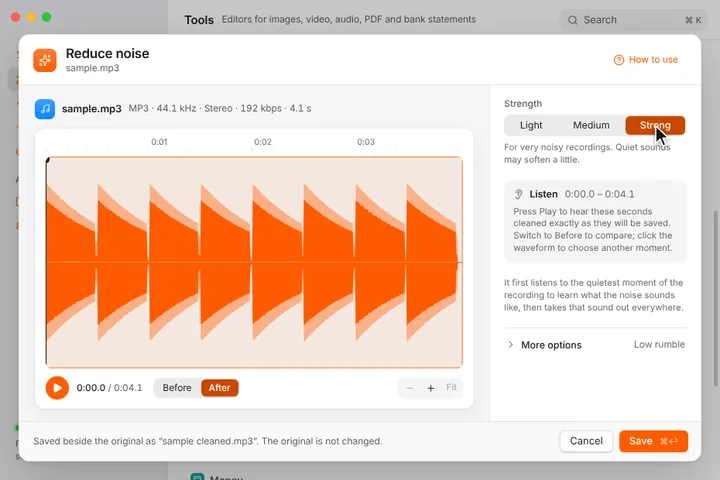 Tools
Editors for images, video, audio, PDF and bank statements
Search
⌘ K
Reduce noise
sample.mp3
How to use
sample.mp3
MP3 · 44.1 kHz · Stereo · 192 kbps · 4.1 s
0:01
0:02
0:03
0:00.0 / 0:04.1
Before
After
Fit
Strength
Light
Medium
Strong
For very noisy recordings. Quiet sounds
may soften a little.
Listen
0:00.0 – 0:04.1
Press Play to hear these seconds
cleaned exactly as they will be saved.
Switch to Before to compare; click the
waveform to choose another moment.
It first listens to the quietest moment of the
recording to learn what the noise sounds
like, then takes that sound out everywhere.
More options
Low rumble
Saved beside the original as “sample cleaned.mp3”. The original is not changed.
Cancel
Save ⌘↩
Money